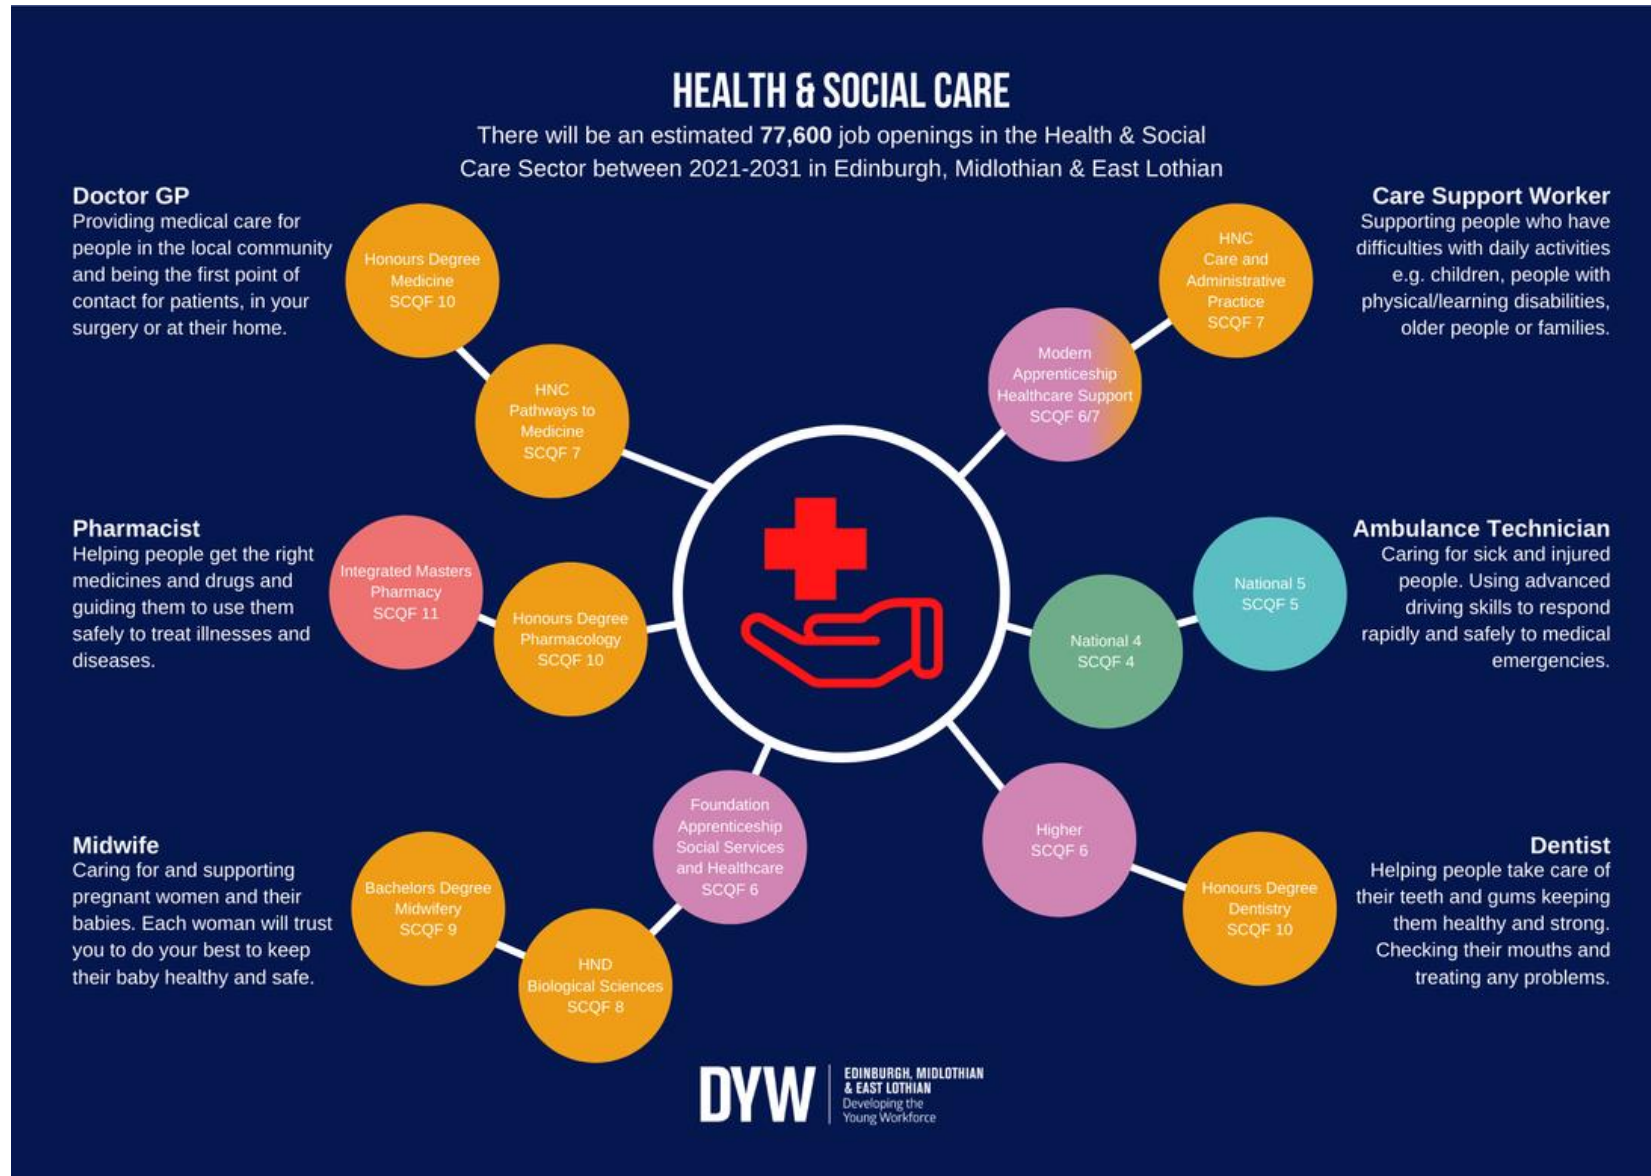 HEALTH & SOCIAL CARE
There will be an estimated 77,600 job openings in the Health & Social
Care Sector between 2021-2031 in Edinburgh, Midlothian & East Lothian
Doctor GP
Providing medical care for
people in the local community
and being the first point of
contact for patients, in your
surgery or at their home.
Honours Degree
Medicine
SCQF 10
HNC
Pathways to
Medicine
SCQF 7
Pharmacist
Helping people get the right
medicines and drugs and
guiding them to use them
safely to treat illnesses and
diseases.
Integrated Masters
Pharmacy
SCQF 11
Honours Degree
Pharmacology
SCQF 10
Midwife
Caring for and supporting
pregnant women and their
babies. Each woman will trust
you to do your best to keep
their baby healthy and safe.
Bachelors Degree
Midwifery
SCQF 9
HND
Biological Sciences
SCQF 8
Foundation
Apprenticeship
Social Services
and Healthcare
SCQF 6
Care Support Worker
Supporting people who have
difficulties with daily activities
e.g. children, people with
physical/learning disabilities,
older people or families.
HNC
Care and
Administrative
Practice
SCQF 7
Modern
Apprenticeship
Healthcare Support
SCQF 6/7
Ambulance Technician
Caring for sick and injured
people. Using advanced
driving skills to respond
rapidly and safely to medical
emergencies.
National 5
SCQF 5
National 4
SCQF 4
Dentist
Helping people take care of
their teeth and gums keeping
them healthy and strong.
Checking their mouths and
treating any problems.
Higher
SCQF 6
Honours Degree
Dentistry
SCQF 10
DYW
EDINBURGH, MIDLOTHIAN
& EAST LOTHIAN
Developing the
Young Workforce